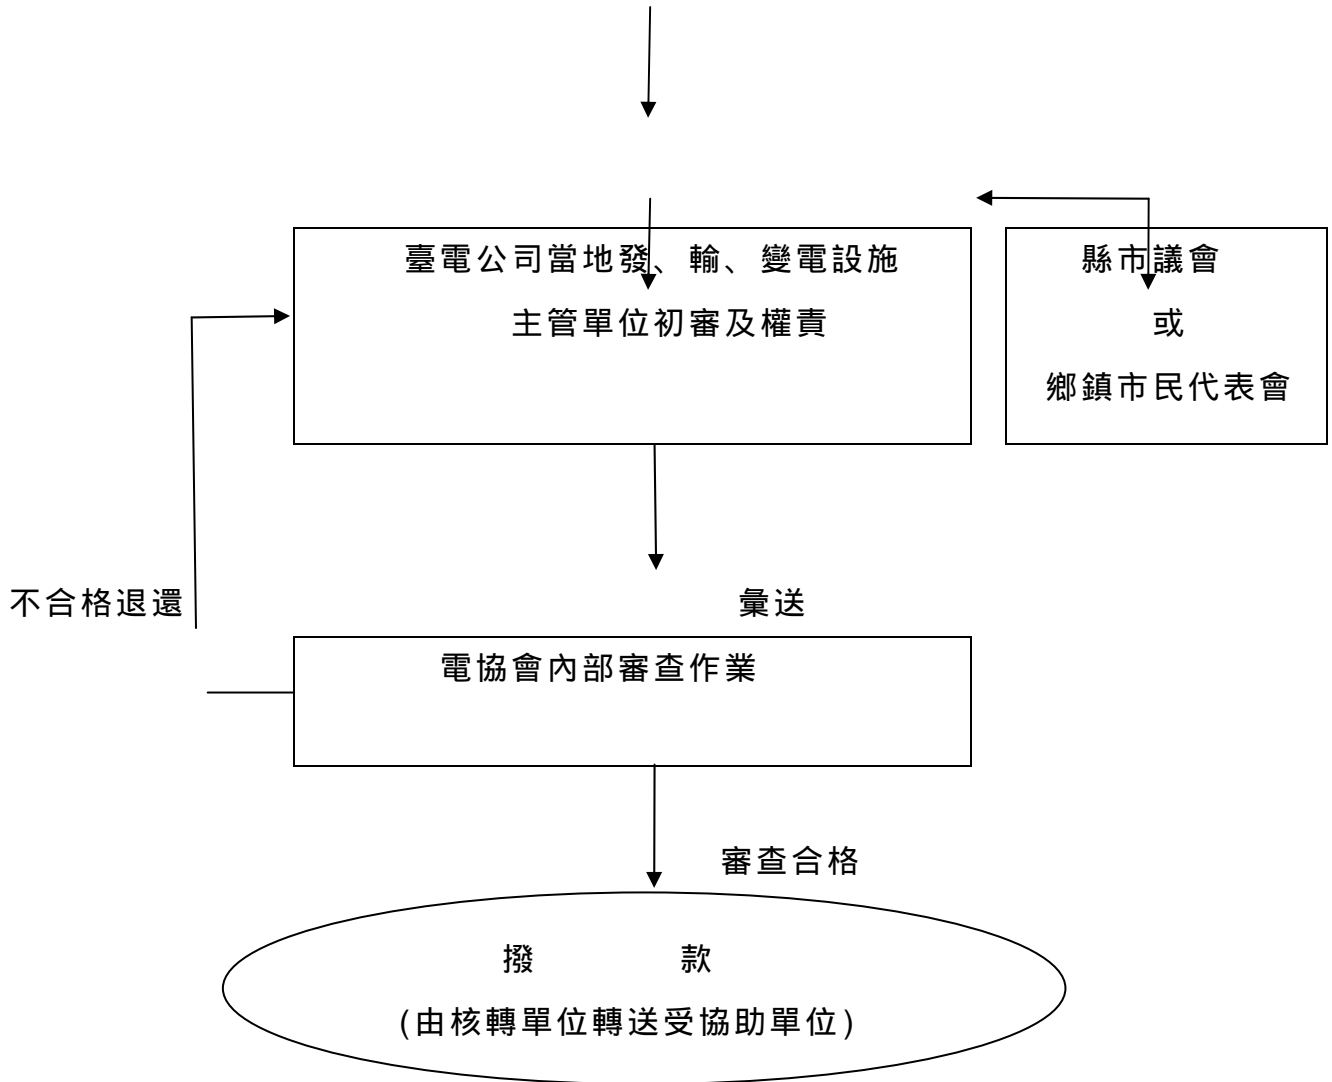 臺電公司當地發、輸、變電設施
主管單位初審及權責
縣市議會
或
鄉鎮市民代表會
不合格退還
彙送
電協會內部審查作業
審查合格
撥 款
(由核轉單位轉送受協助單位)